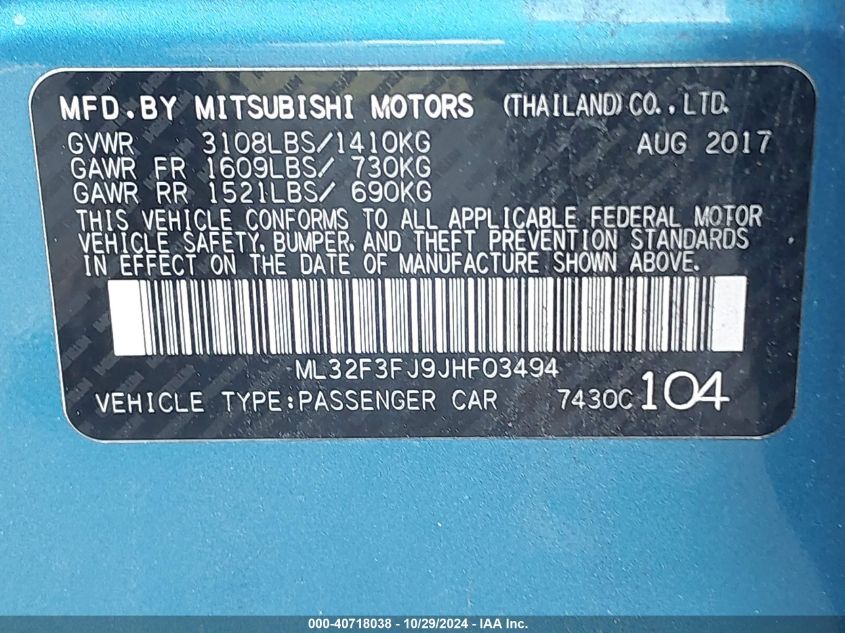 MFD.BY MITSUBISHI MOTORS (THAILAND) CO., LTD.
GVWR 3108LBS/1410KG AUG 2017
GAWR FR 1609LBS/ 730KG
GAWR RR 1521LBS/ 690KG
THIS VEHICLE CONFORMS TO ALL APPLICABLE FEDERAL MOTOR
VEHICLE SAFETY, BUMPER, AND THEFT PREVENTION STANDARDS
IN EFFECT ON THE DATE OF MANUFACTURE SHOWN ABOVE.
ML32F3FJ9JHF03494
VEHICLE TYPE:PASSENGER CAR 7430C 104
000-40718038 - 10/29/2024 - IAAI.COM